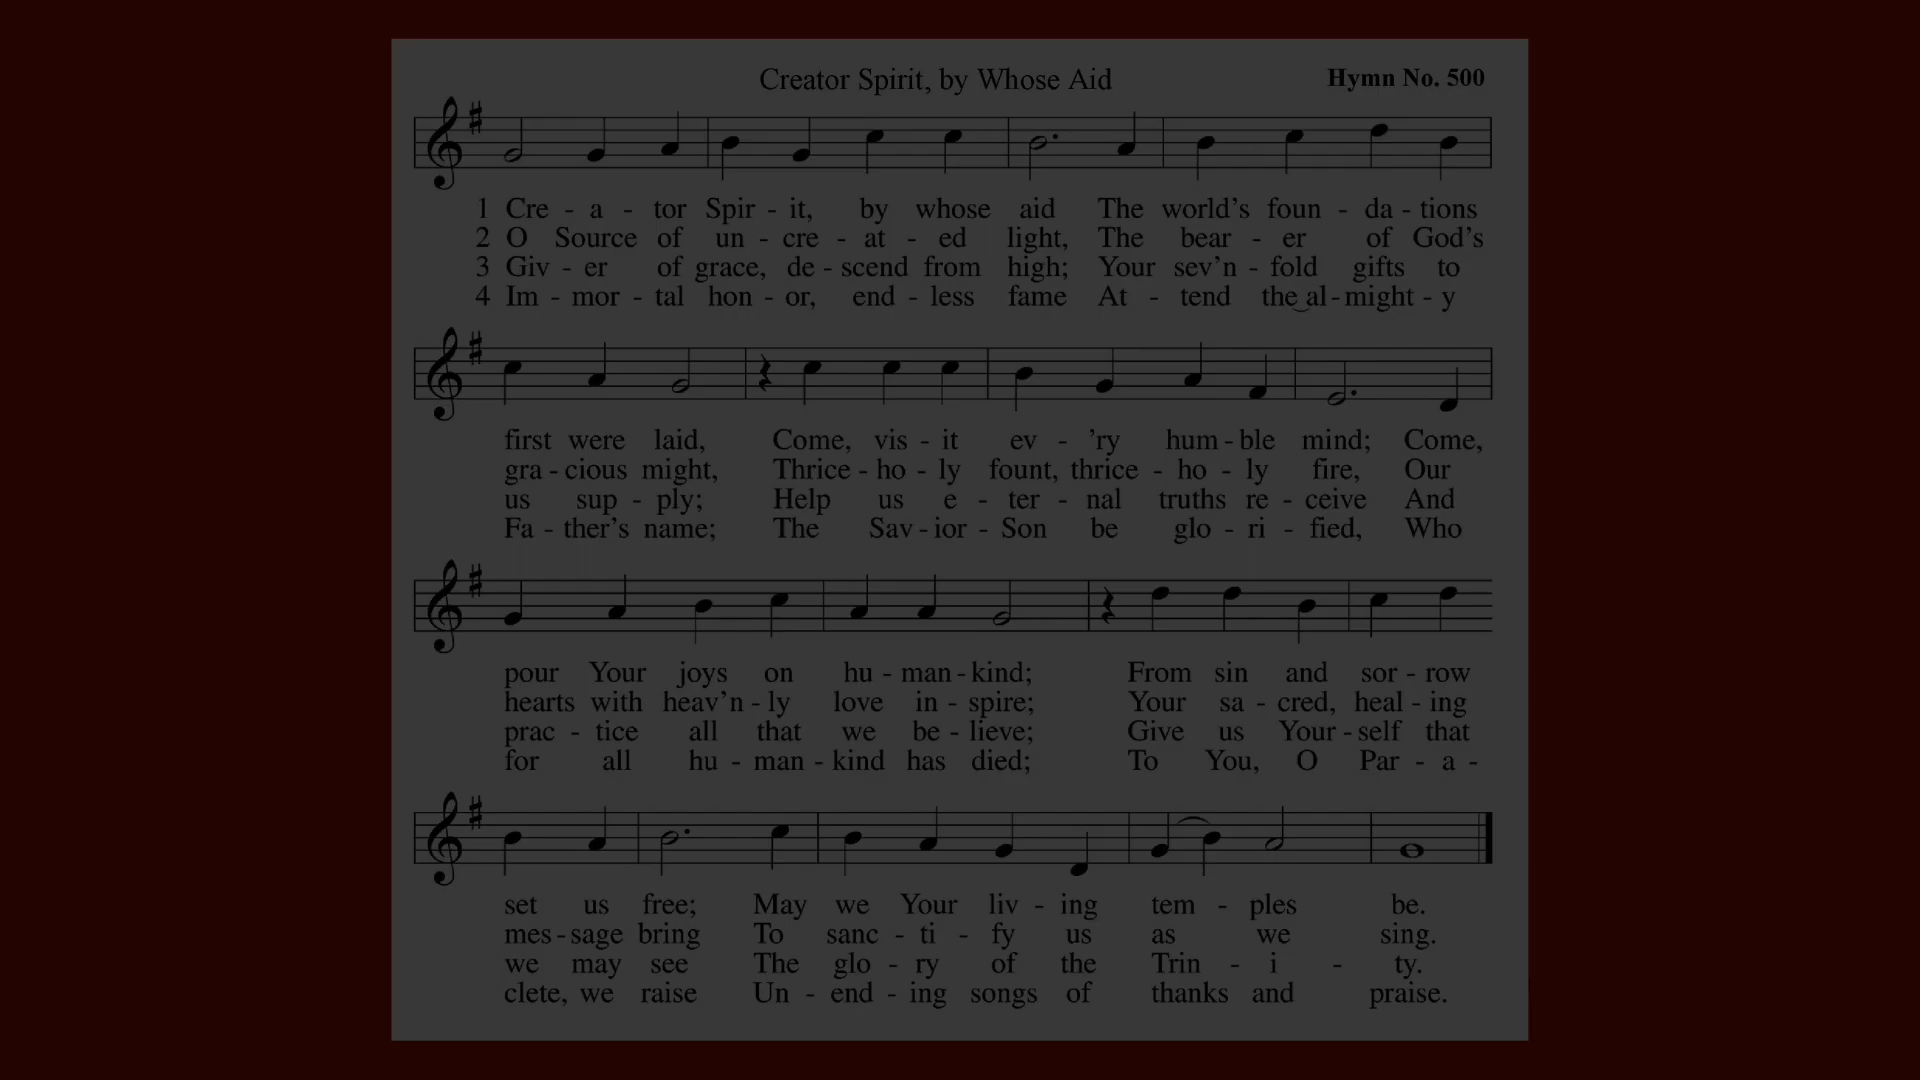 Creator Spirit, by Whose Aid
Hymn No. 500
1 Cre - a - tor Spir - it, by whose aid The world’s foun - da - tions
2 O Source of un - cre - at - ed light, The bear - er of God’s
3 Giv - er of grace, de - scend from high; Your sev’n - fold gifts to
4 Im - mor - tal hon - or, end - less fame At - tend the al - might - y
first were laid, Come, vis - it ev - ’ry hum - ble mind; Come,
gra - cious might, Thrice - ho - ly fount, thrice - ho - ly fire, Our
us sup - ply; Help us e - ter - nal truths re - ceive And
Fa - ther’s name; The Sav - ior - Son be glo - ri - fied, Who
pour Your joys on hu - man - kind; From sin and sor - row
hearts with heav’n - ly love in - spire; Your sa - cred, heal - ing
prac - tice all that we be - lieve; Give us Your - self that
for all hu - man - kind has died; To You, O Par - a -
set us free; May we Your liv - ing tem - ples be.
mes - sage bring To sanc - ti - fy us as we sing.
we may see The glo - ry of the Trin - i - ty.
clete, we raise Un - end - ing songs of thanks and praise.